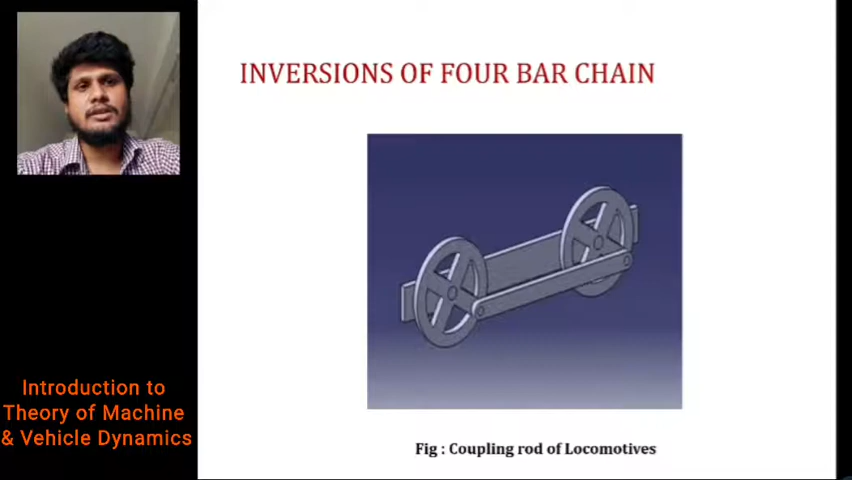 INVERSIONS OF FOUR BAR CHAIN
Introduction to
Theory of Machine
& Vehicle Dynamics
Fig : Coupling rod of Locomotives